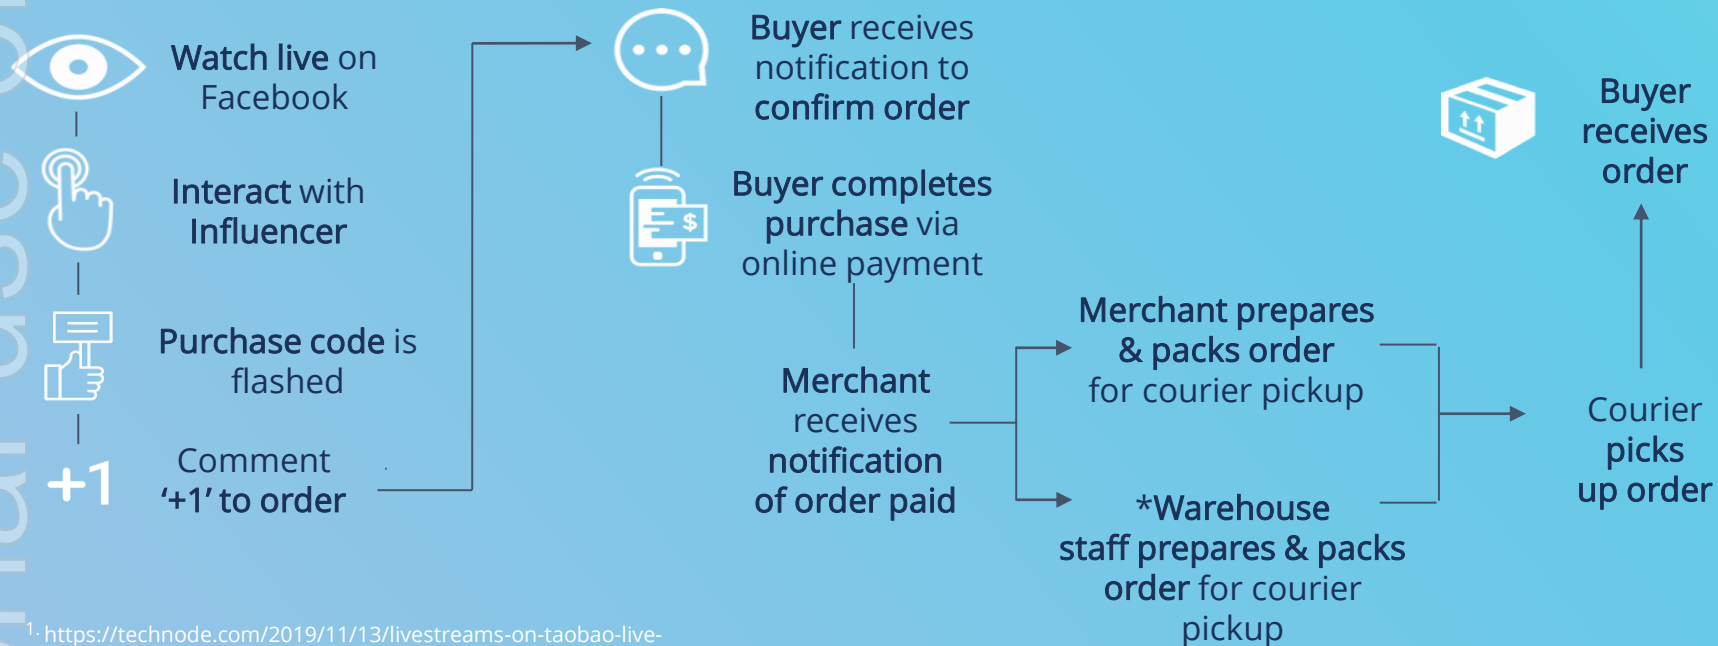 Watch live on
Facebook
Interact with
Influencer
Purchase code is
flashed
+1
Comment
‘+1’ to order
Buyer receives
notification to
confirm order
$
Buyer completes
purchase via
online payment
Merchant
receives
notification
of order paid
Merchant prepares
& packs order
for courier pickup
*Warehouse
staff prepares & packs
order for courier
pickup
Courier
picks
up order
Buyer
receives
order
1. https://technode.com/2019/11/13/livestreams-on-taobao-live-